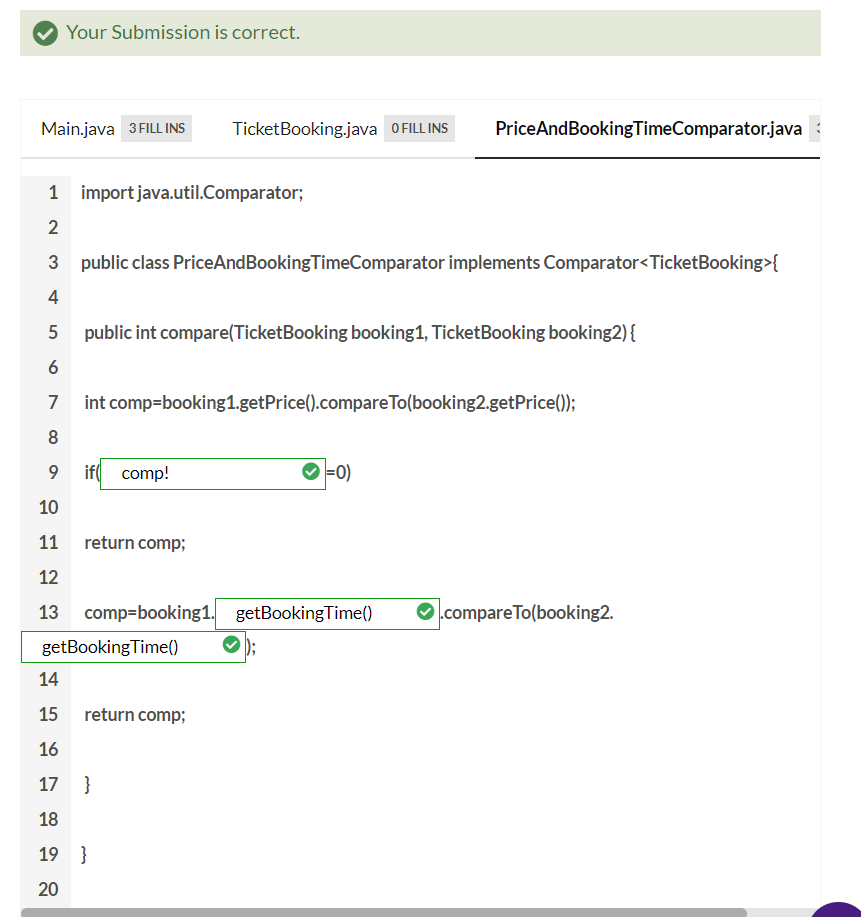 Your Submission is correct.
Main.java 3 FILL INS TicketBooking.java 0 FILL INS PriceAndBookingTimeComparator.java
1 import java.util.Comparator;
2
3 public class PriceAndBookingTimeComparator implements Comparator<TicketBooking>{
4
5 public int compare(TicketBooking booking1, TicketBooking booking2){
6
7 int comp=booking1.getPrice().compareTo(booking2.getPrice());
8
9 if( comp! =0)
10
11 return comp;
12
13 comp=booking1. getBookingTime() .compareTo(booking2.
getBookingTime() );
14
15 return comp;
16
17 }
18
19 }
20